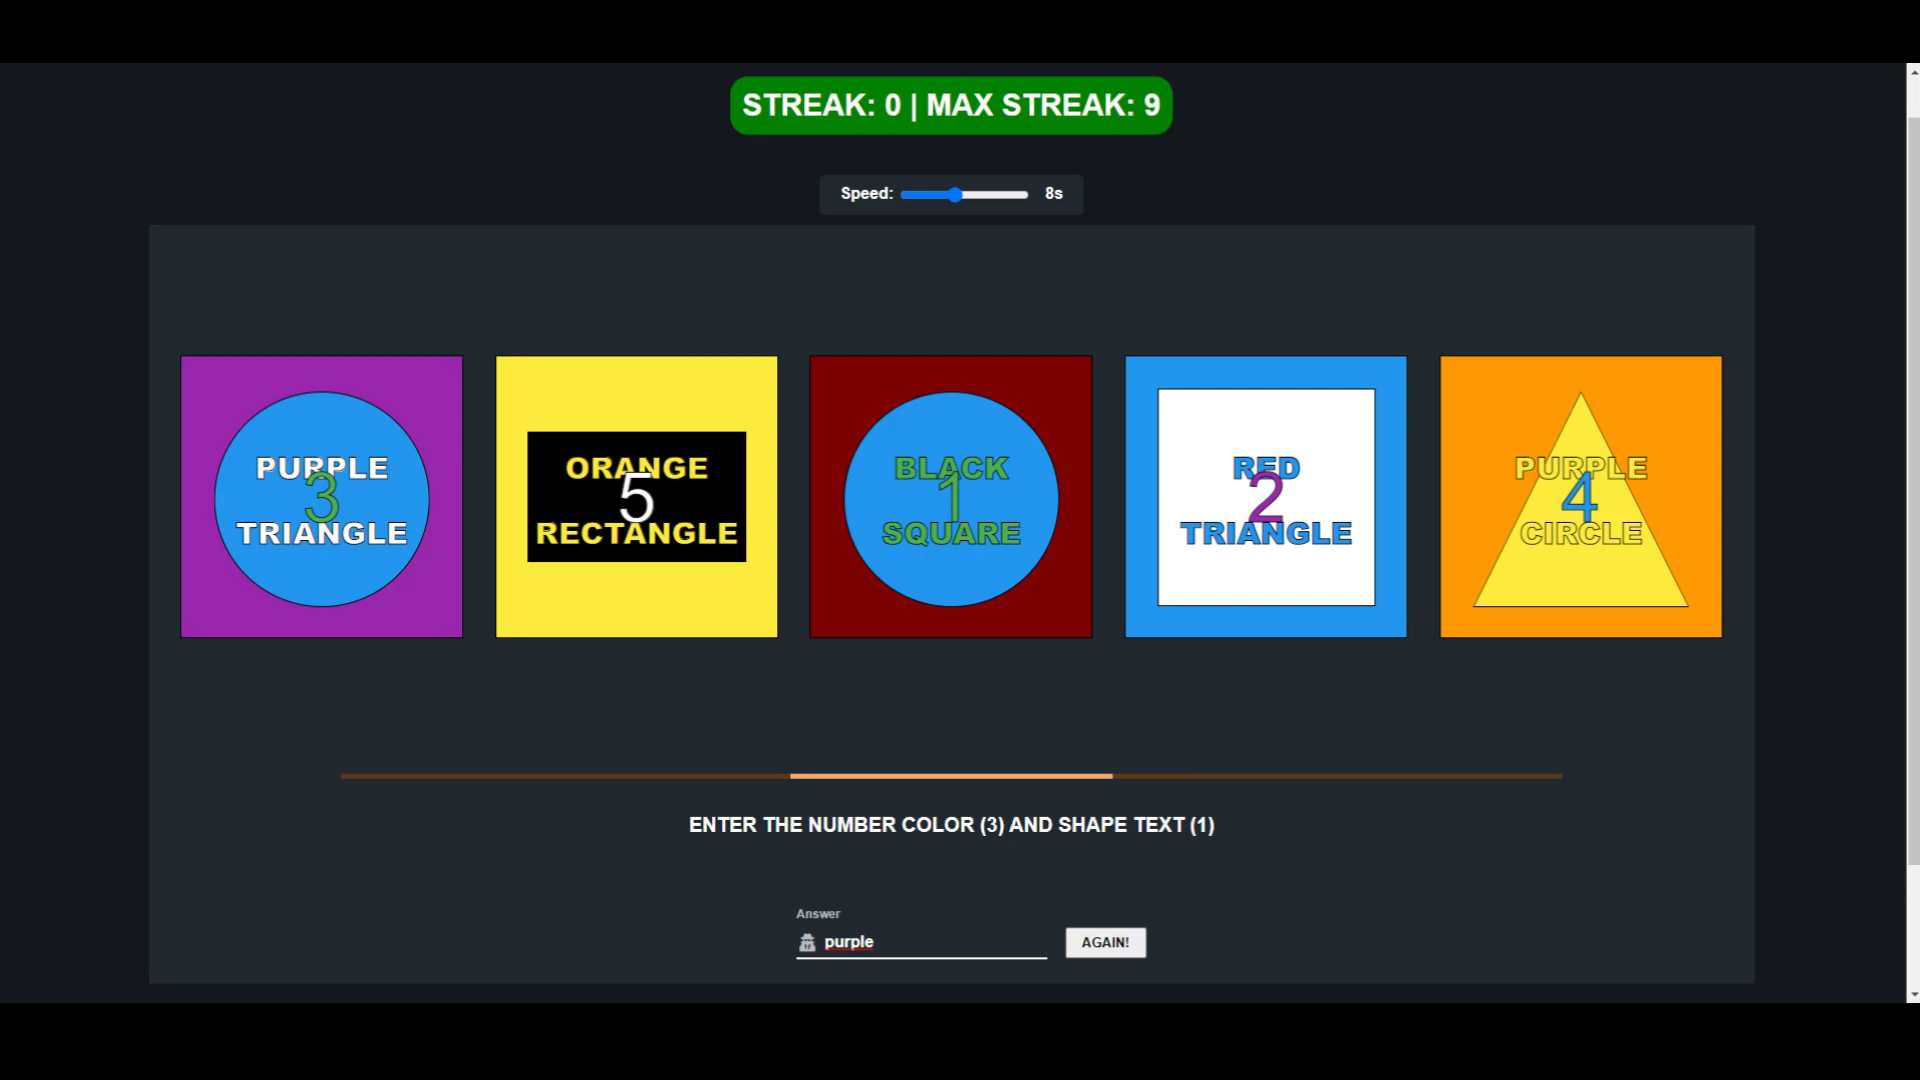 STREAK: 0 | MAX STREAK: 9
Speed: 8s
PURPLE
3
TRIANGLE
ORANGE
5
RECTANGLE
BLACK
1
SQUARE
RED
2
TRIANGLE
PURPLE
4
CIRCLE
ENTER THE NUMBER COLOR (3) AND SHAPE TEXT (1)
Answer
purple
AGAIN!